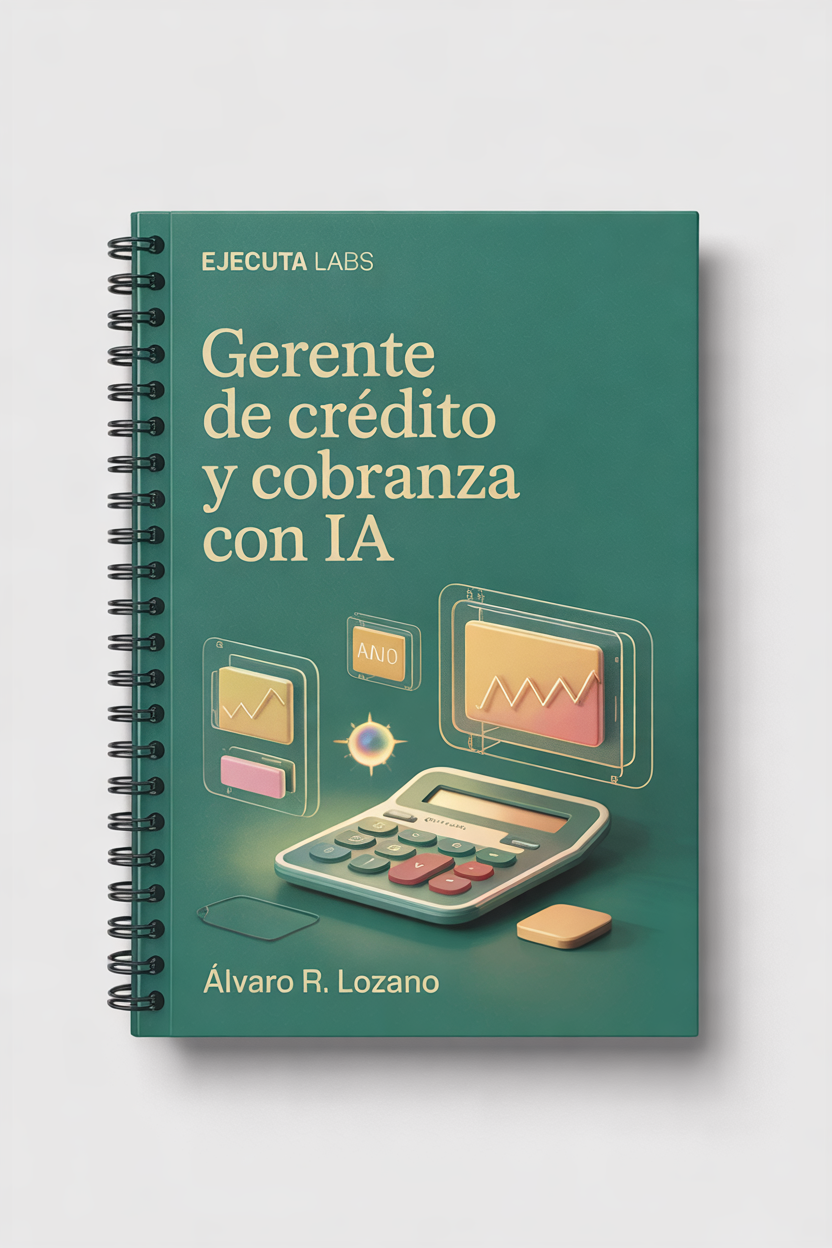 EJECUTA LABS
Gerente
de crédito
y cobranza
con IA
ANO
Álvaro R. Lozano